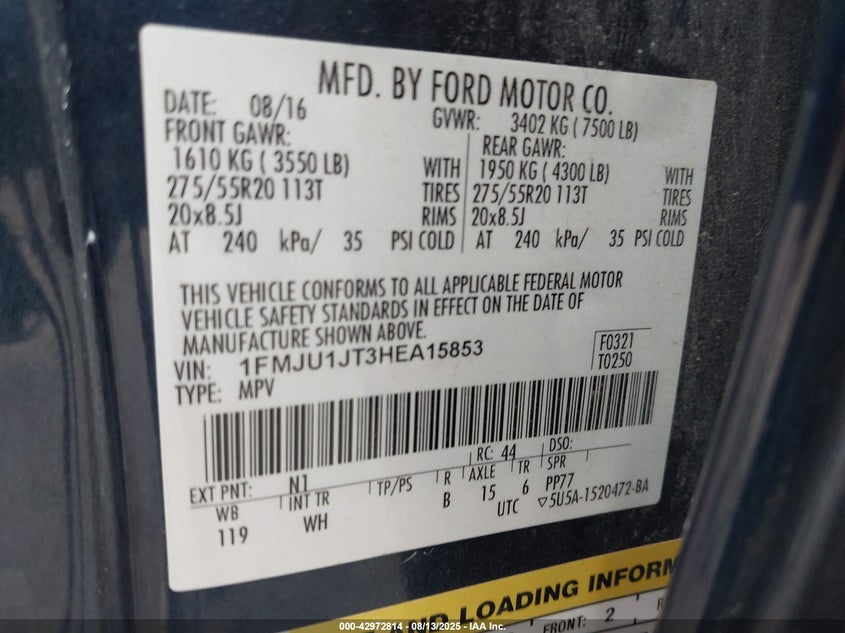 MFD. BY FORD MOTOR CO.
DATE: 08/16 GVWR: 3402 KG ( 7500 LB)
FRONT GAWR: REAR GAWR:
1610 KG ( 3550 LB) WITH 1950 KG ( 4300 LB) WITH
275/55R20 113T TIRES 275/55R20 113T TIRES
20x8.5J RIMS 20x8.5J RIMS
AT 240 kPa/ 35 PSI COLD AT 240 kPa/ 35 PSI COLD
THIS VEHICLE CONFORMS TO ALL APPLICABLE FEDERAL MOTOR
VEHICLE SAFETY STANDARDS IN EFFECT ON THE DATE OF
MANUFACTURE SHOWN ABOVE.
VIN: 1FMJU1JT3HEA15853 F0321
TYPE: MPV T0250
EXT PNT: N1 RC: 44 DSO:
WB INT TR TP/PS R AXLE TR SPR
119 WH B 15 6 PP77
UTC ▽5U5A-1520472-BA
AND LOADING INFORM
FRONT: 2 R
000-42972814 - 08/13/2025 - IAA Inc.